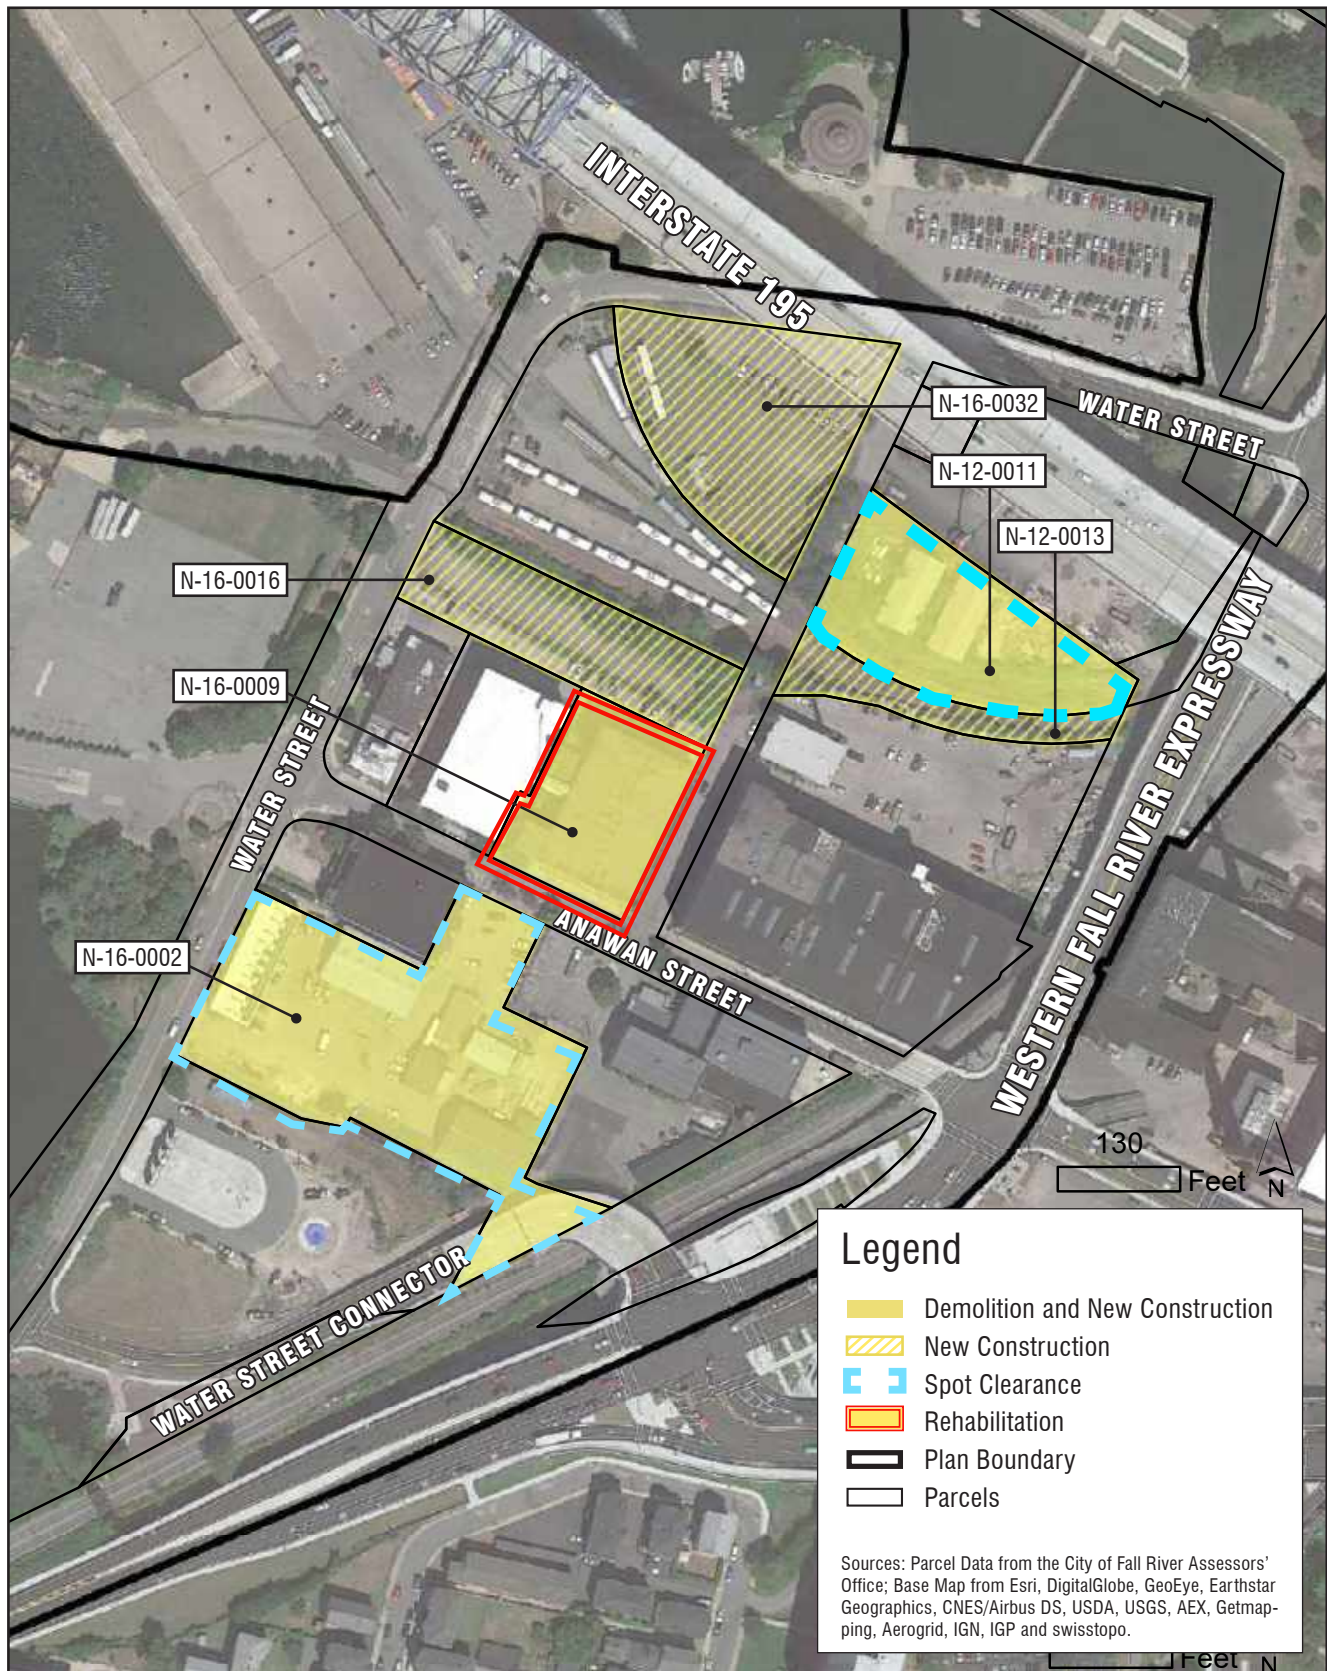 INTERSTATE 195
N-16-0032
WATER STREET
N-12-0011
N-12-0013
N-16-0016
N-16-0009
WATER STREET
WESTERN FALL RIVER EXPRESSWAY
ANAWAN STREET
N-16-0002
130
Feet
N
WATER STREET CONNECTOR
Legend
Demolition and New Construction
New Construction
Spot Clearance
Rehabilitation
Plan Boundary
Parcels
Sources: Parcel Data from the City of Fall River Assessors'
Office; Base Map from Esri, DigitalGlobe, GeoEye, Earthstar
Geographics, CNES/Airbus DS, USDA, USGS, AEX, Getmap-
ping, Aerogrid, IGN, IGP and swisstopo.
Feet
N